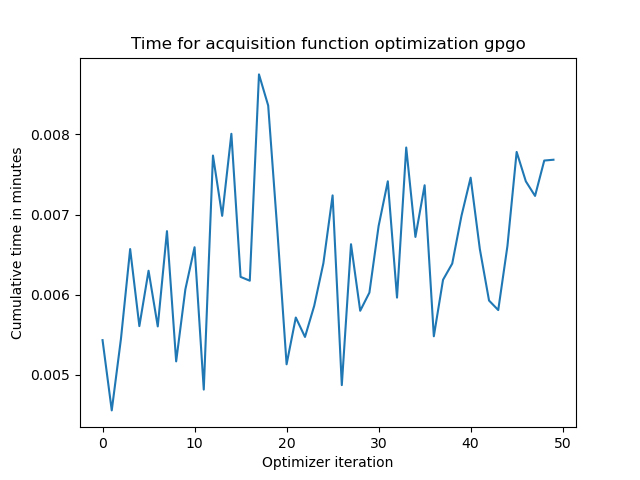 Time for acquisition function optimization gpgo
Cumulative time in minutes
0.008
0.007
0.006
0.005
0 10 20 30 40 50
Optimizer iteration